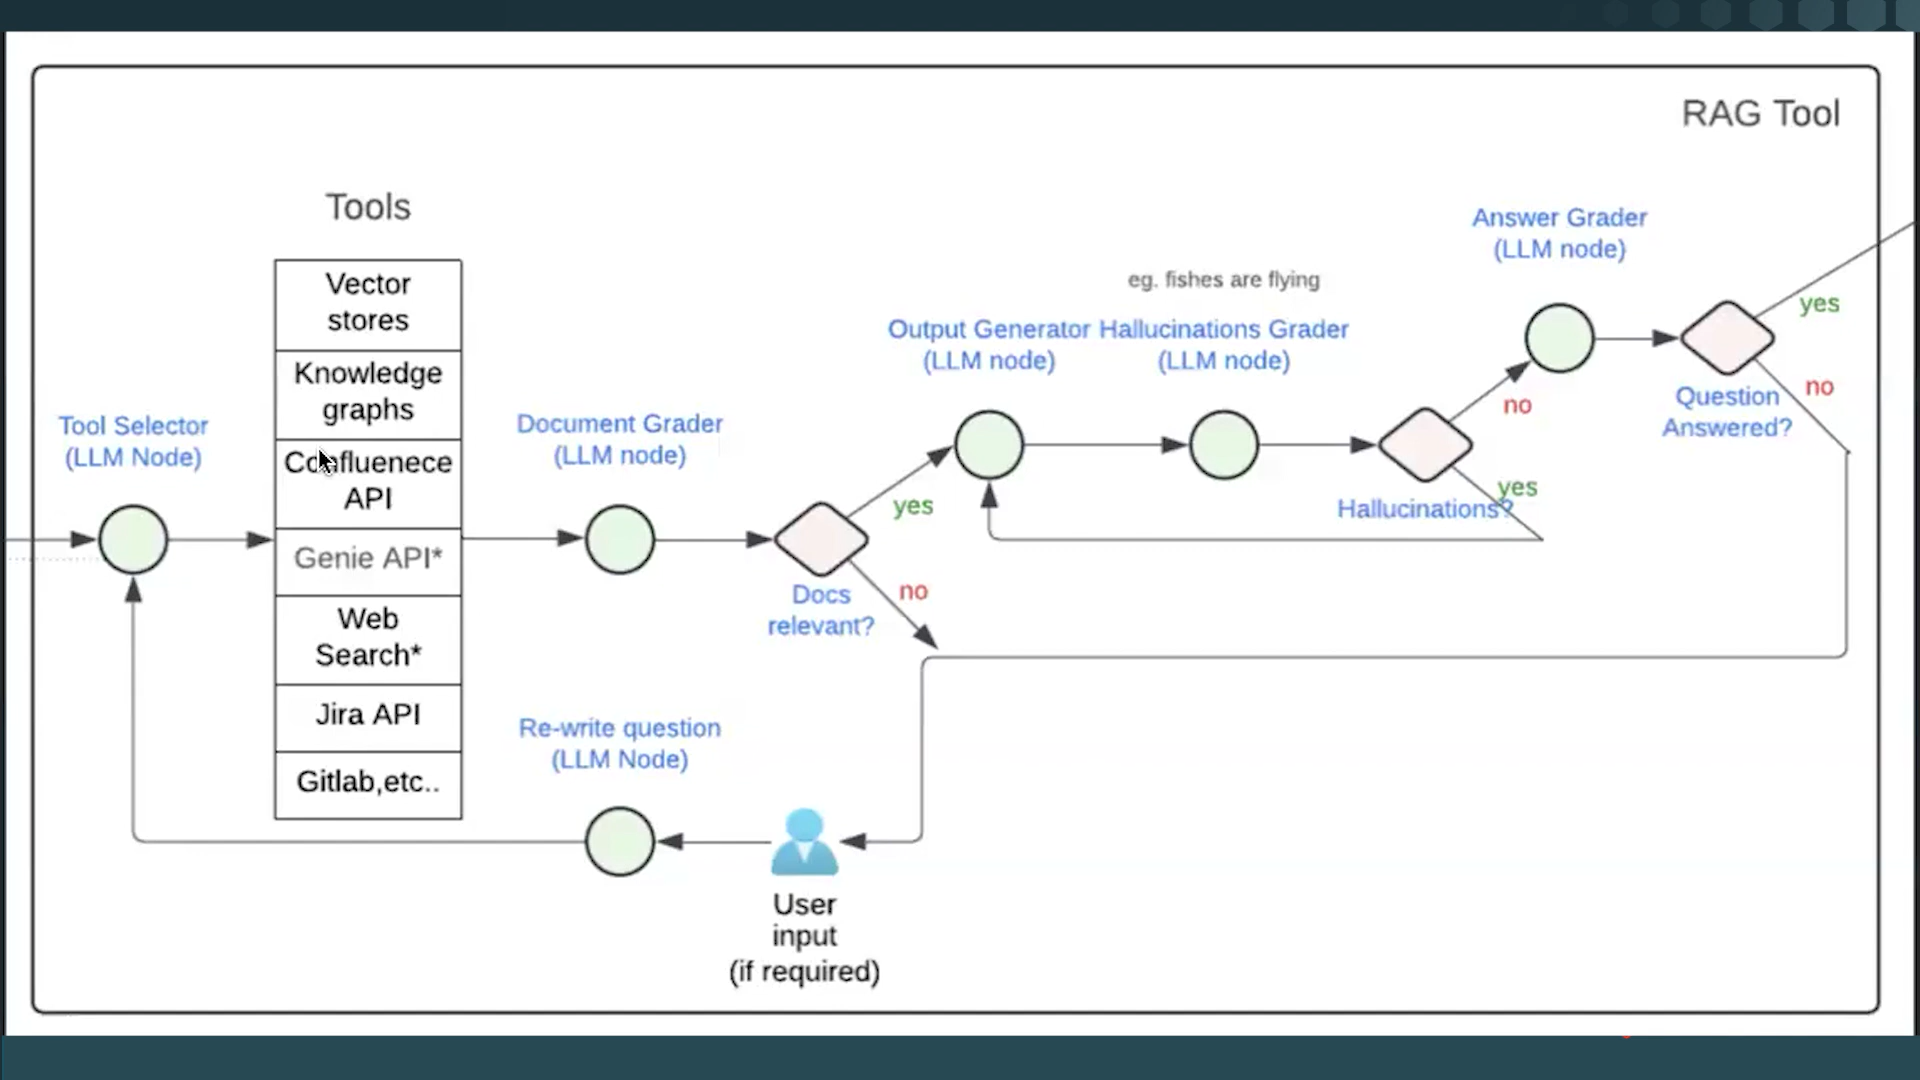 RAG Tool
Tools
Vector
stores
Knowledge
graphs
Confluenece
API
Genie API*
Web
Search*
Jira API
Gitlab,etc..
Tool Selector
(LLM Node)
Document Grader
(LLM node)
Docs
relevant?
yes
no
Output Generator
(LLM node)
eg. fishes are flying
Hallucinations Grader
(LLM node)
Hallucinations?
no
yes
Answer Grader
(LLM node)
Question
Answered?
yes
no
Re-write question
(LLM Node)
User
input
(if required)